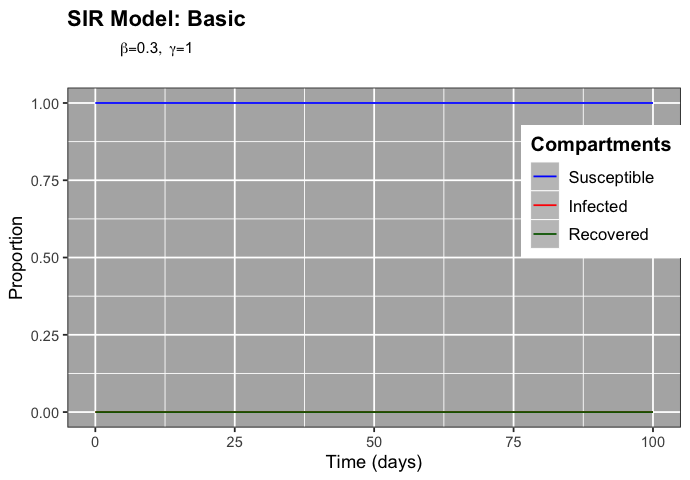 SIR Model: Basic
β=0.3, γ=1
1.00
0.75
0.50
0.25
0.00
Proportion
Compartments
Susceptible
Infected
Recovered
0 25 50 75 100
Time (days)